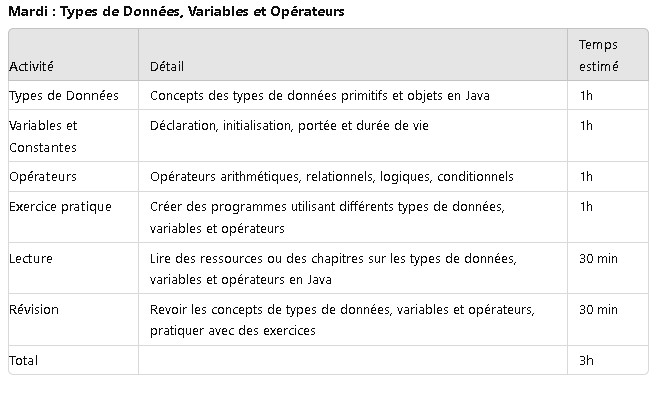 Mardi : Types de Données, Variables et Opérateurs
Activité Détail Temps estimé
Types de Données Concepts des types de données primitifs et objets en Java 1h
Variables et Constantes Déclaration, initialisation, portée et durée de vie 1h
Opérateurs Opérateurs arithmétiques, relationnels, logiques, conditionnels 1h
Exercice pratique Créer des programmes utilisant différents types de données, variables et opérateurs 1h
Lecture Lire des ressources ou des chapitres sur les types de données, variables et opérateurs en Java 30 min
Révision Revoir les concepts de types de données, variables et opérateurs, pratiquer avec des exercices 30 min
Total 3h